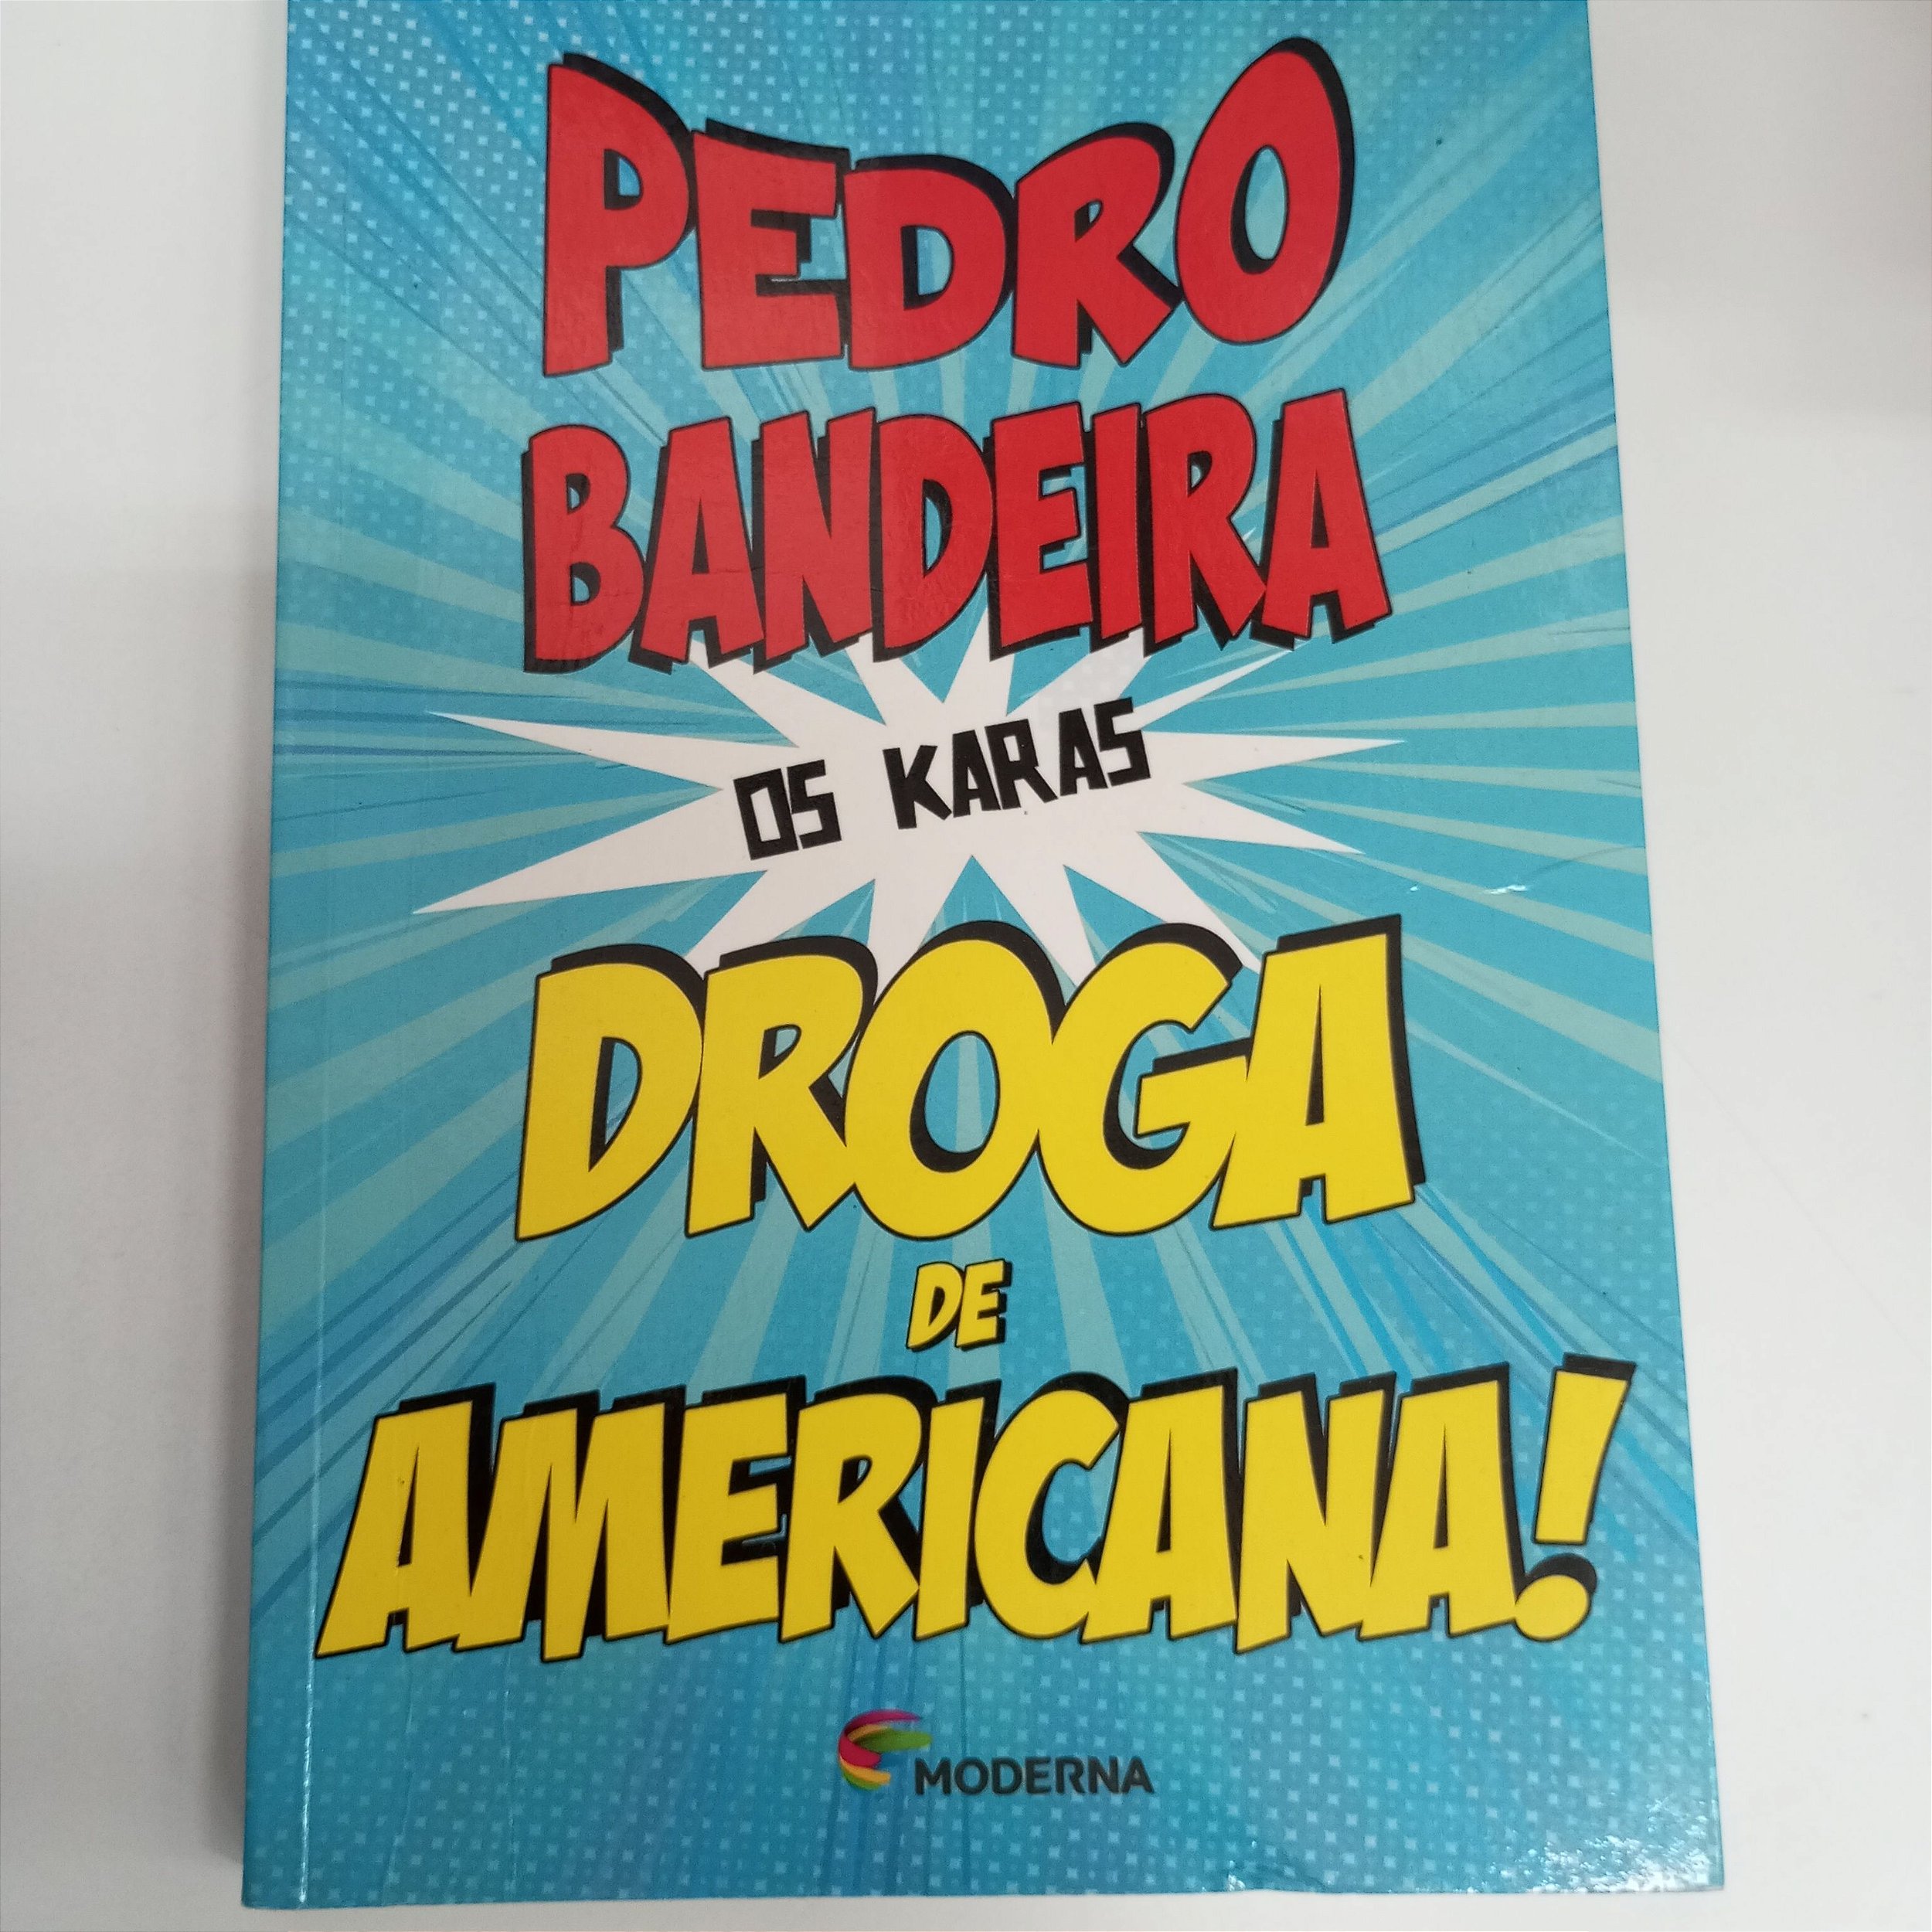 PEDRO
BANDEIRA
OS KARAS
DROGA
DE
AMERICANA!
MODERNA